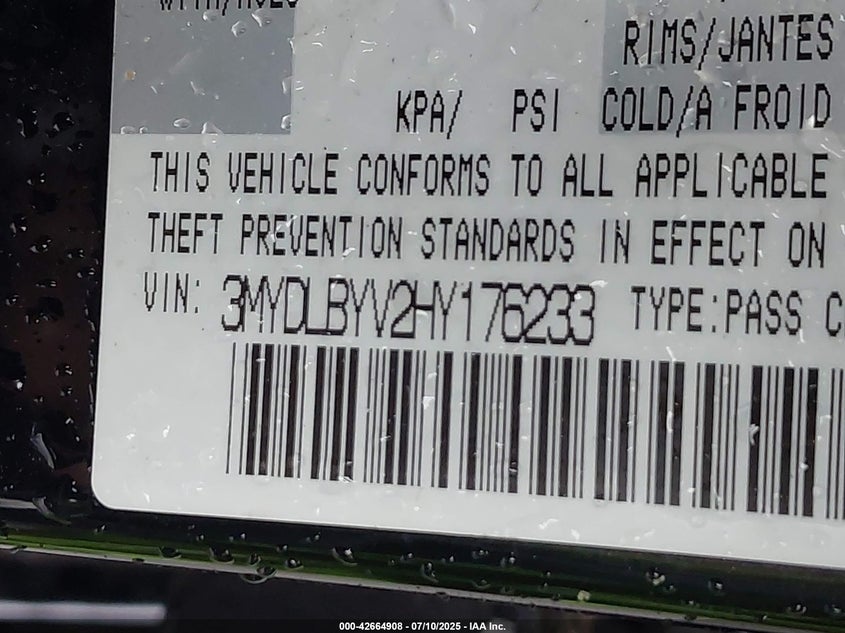 RIMS/JANTES
KPA/ PSI COLD/A FROID
THIS VEHICLE CONFORMS TO ALL APPLICABLE
THEFT PREVENTION STANDARDS IN EFFECT ON
VIN: 3MYDLBYV2HY176233 TYPE:PASS C
000-42664908 - 07/10/2025 - IAA Inc.